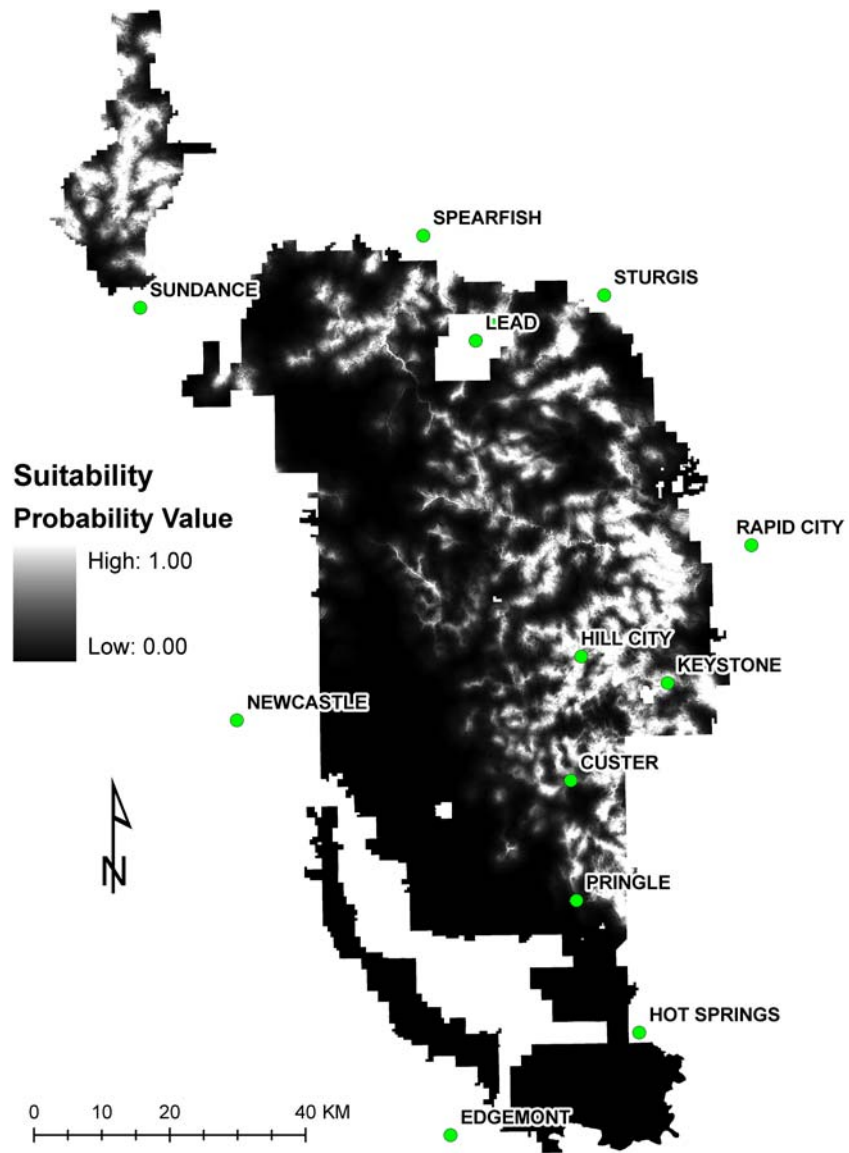 SPEARFISH
STURGIS
SUNDANCE
LEAD
Suitability
Probability Value
High: 1.00
Low: 0.00
RAPID CITY
HILL CITY
KEYSTONE
NEWCASTLE
CUSTER
N
PRINGLE
HOT SPRINGS
0 10 20 40 KM
EDGEMONT